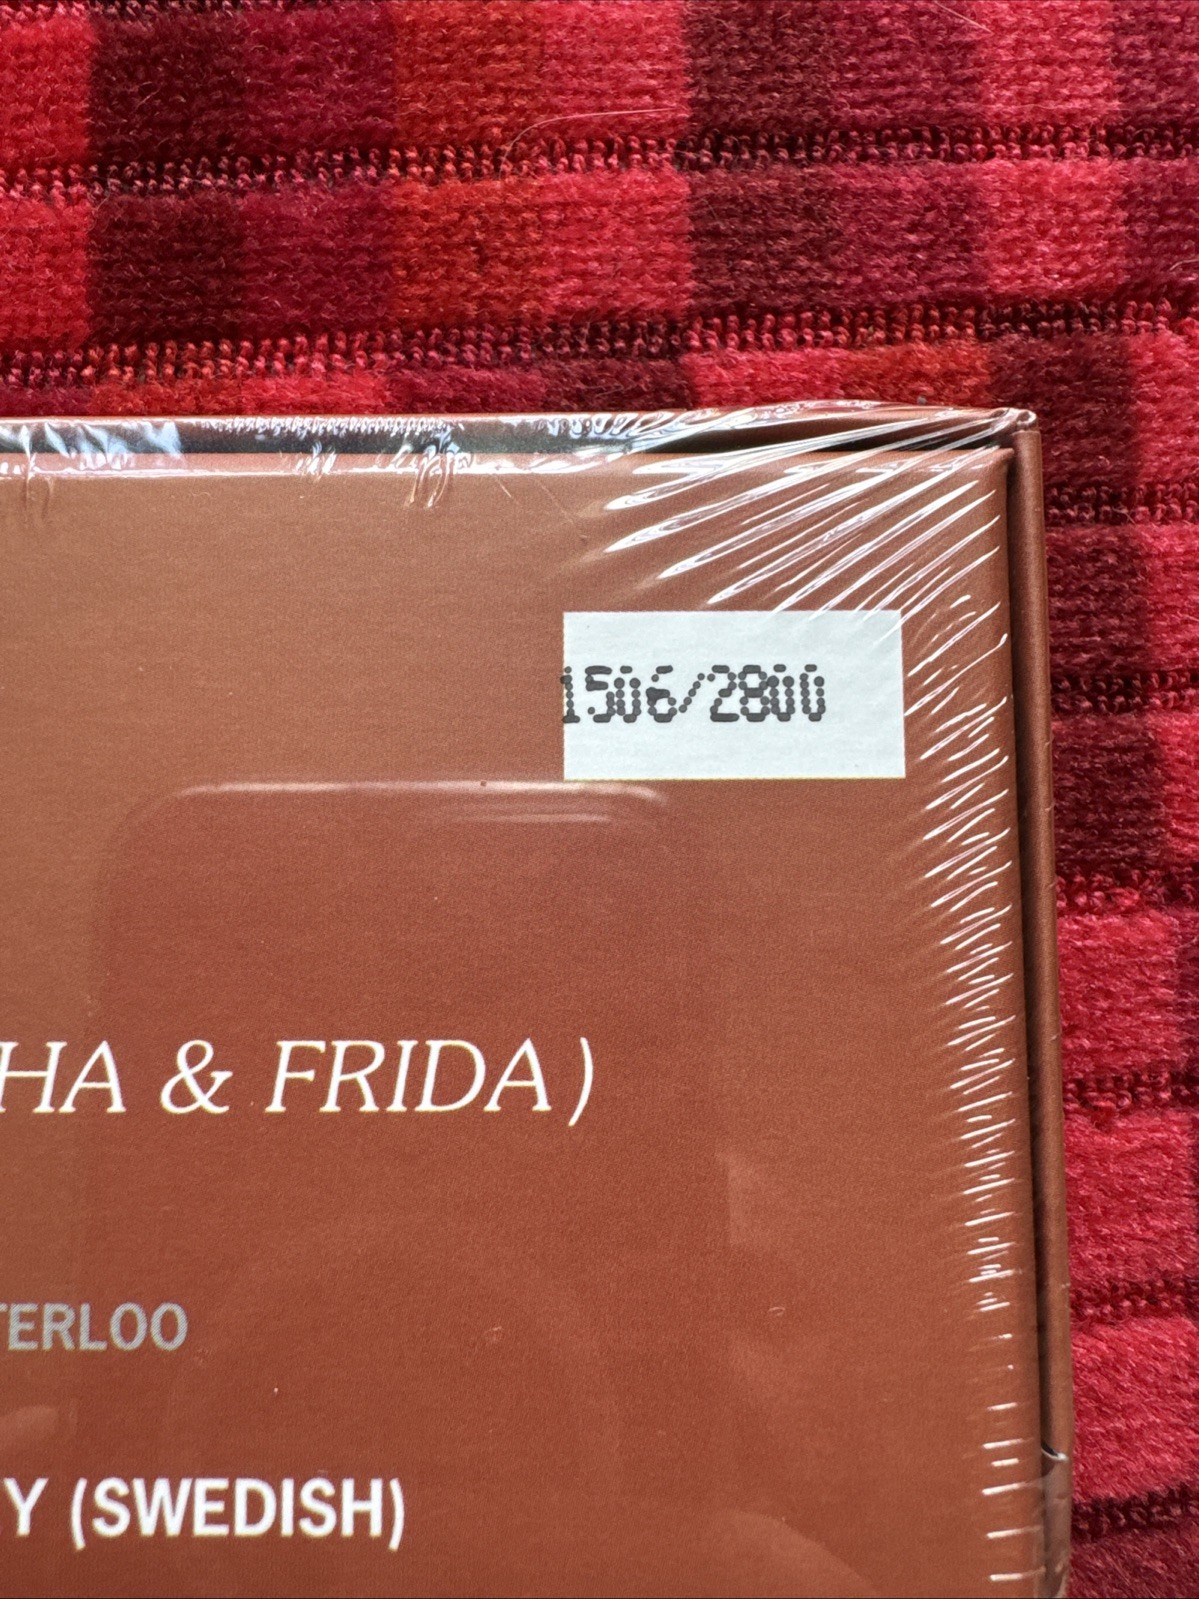 1506/2800
HA & FRIDA)
TERLOO
Y (SWEDISH)